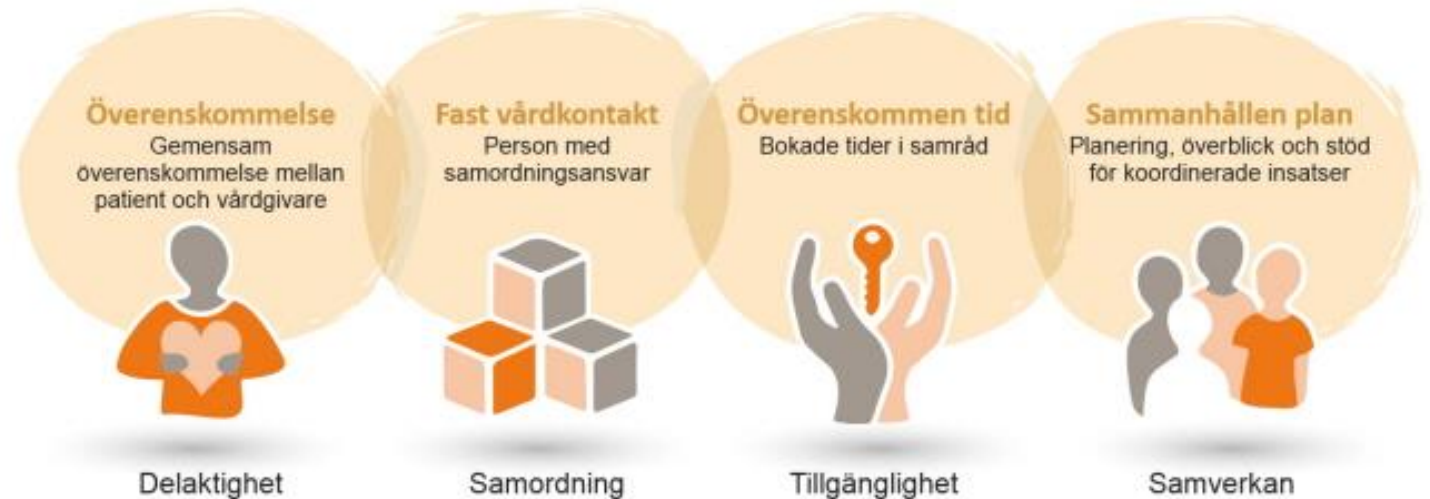 Överenskommelse
Gemensam
överenskommelse mellan
patient och vårdgivare
Fast vårdkontakt
Person med
samordningsansvar
Överenskommen tid
Bokade tider i samråd
Sammanhållen plan
Planering, överblick och stöd
för koordinerade insatser
Delaktighet
Samordning
Tillgänglighet
Samverkan